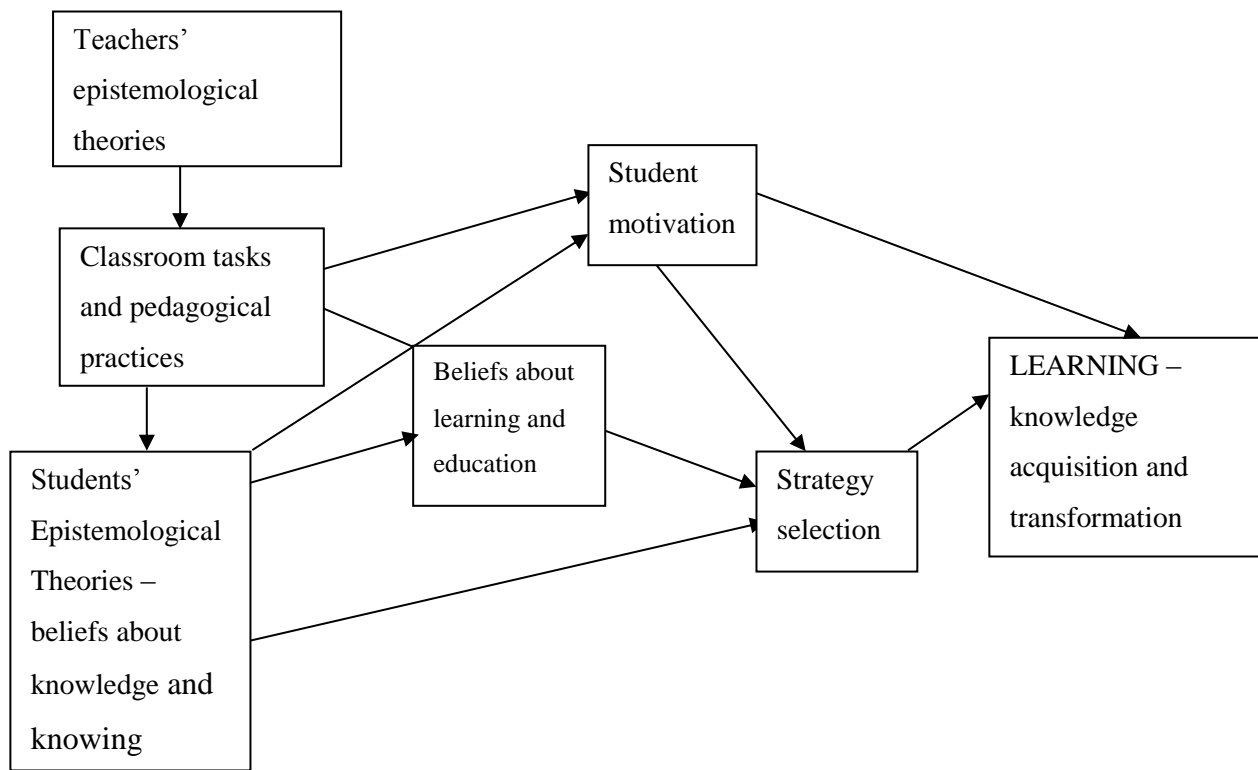 Teachers’
epistemological
theories
Student
motivation
Classroom tasks
and pedagogical
practices
Beliefs about
learning and
education
LEARNING –
knowledge
acquisition and
transformation
Students’
Epistemological
Theories –
beliefs about
knowledge and
knowing
Strategy
selection